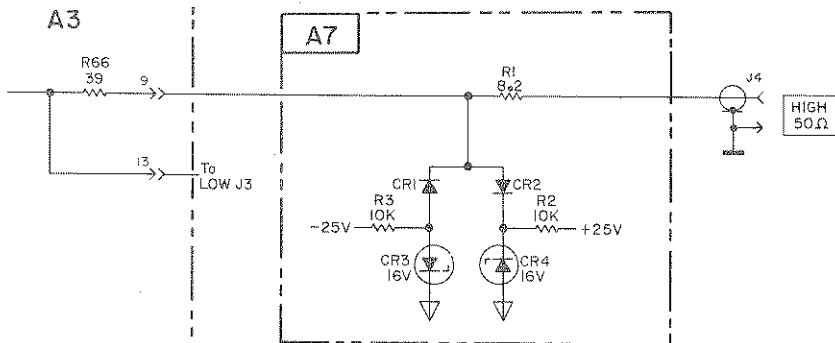 A3
A7
R66
39
9
R1
8.2
J4
HIGH
50Ω
13
To
LOW J3
CR1
CR2
R3
10K
R2
10K
-25V
+25V
CR3
16V
CR4
16V